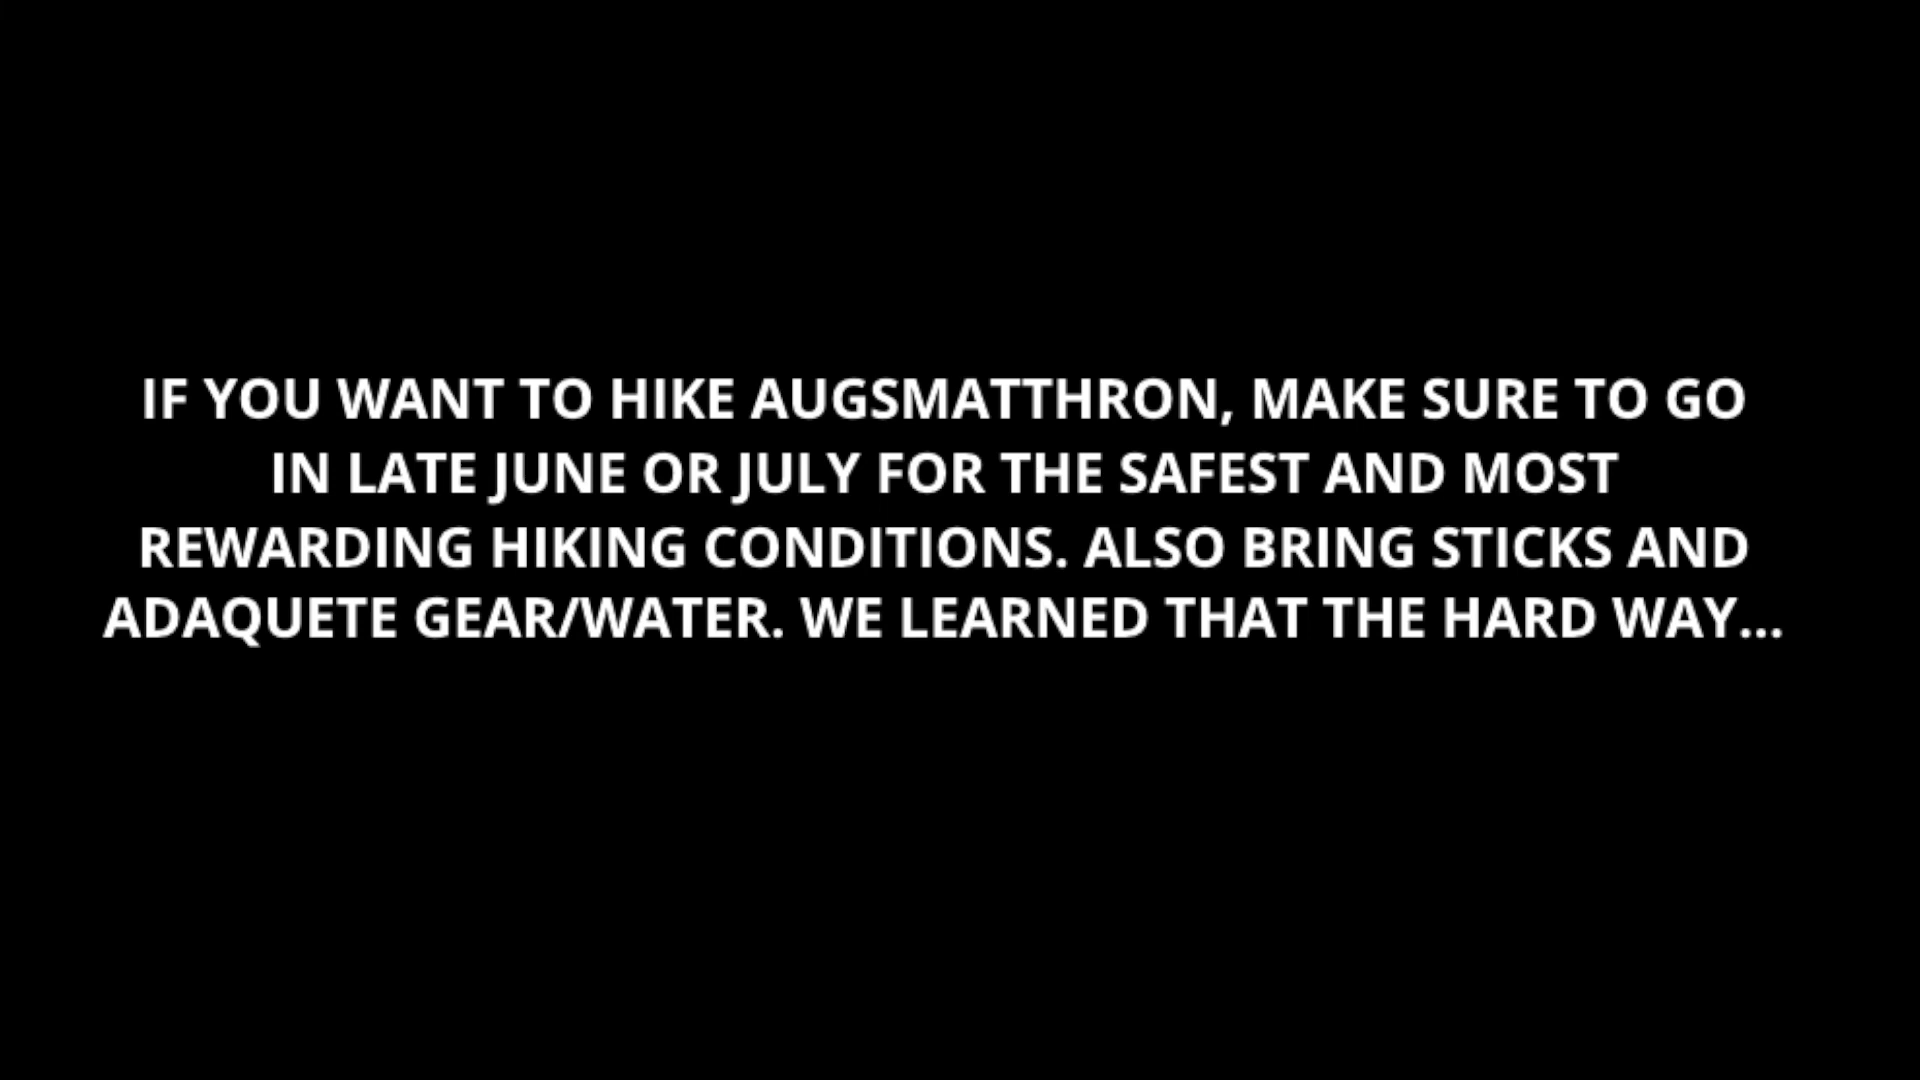 IF YOU WANT TO HIKE AUGSMATTHRON, MAKE SURE TO GO
IN LATE JUNE OR JULY FOR THE SAFEST AND MOST
REWARDING HIKING CONDITIONS. ALSO BRING STICKS AND
ADAQUETE GEAR/WATER. WE LEARNED THAT THE HARD WAY...